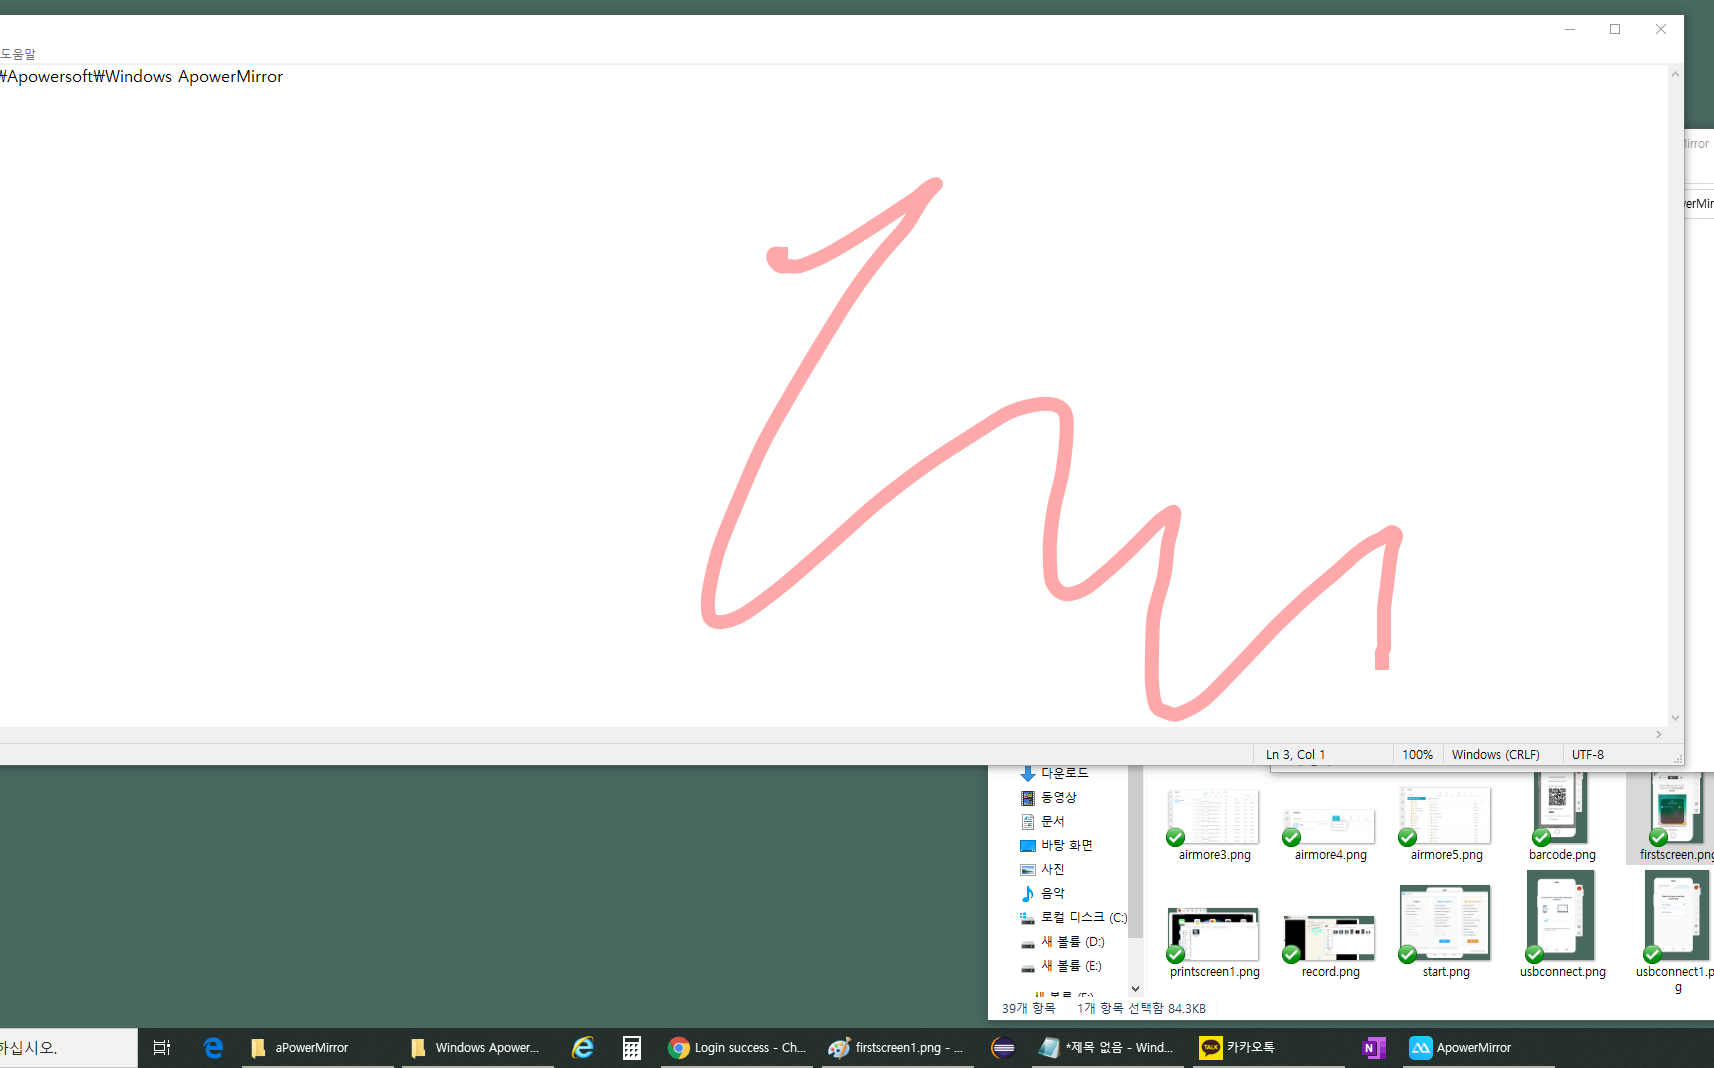 도움말
₩Apowersoft₩Windows ApowerMirror
Mirror
Ln 3, Col 1
100%
Windows (CRLF)
UTF-8
다운로드
동영상
문서
바탕 화면
사진
음악
로컬 디스크 (C:)
새 볼륨 (D:)
새 볼륨 (E:)
새 볼륨 (F:)
airmore3.png
airmore4.png
airmore5.png
barcode.png
firstscreen.png
printscreen1.png
record.png
start.png
usbconnect.png
usbconnect1.p
g
39개 항목
1개 항목 선택함 84.3KB
하십시오.
aPowerMirror
Windows Apower...
Login success - Ch...
firstscreen1.png - ...
*제목 없음 - Wind...
TALK
카카오톡
N
ApowerMirror